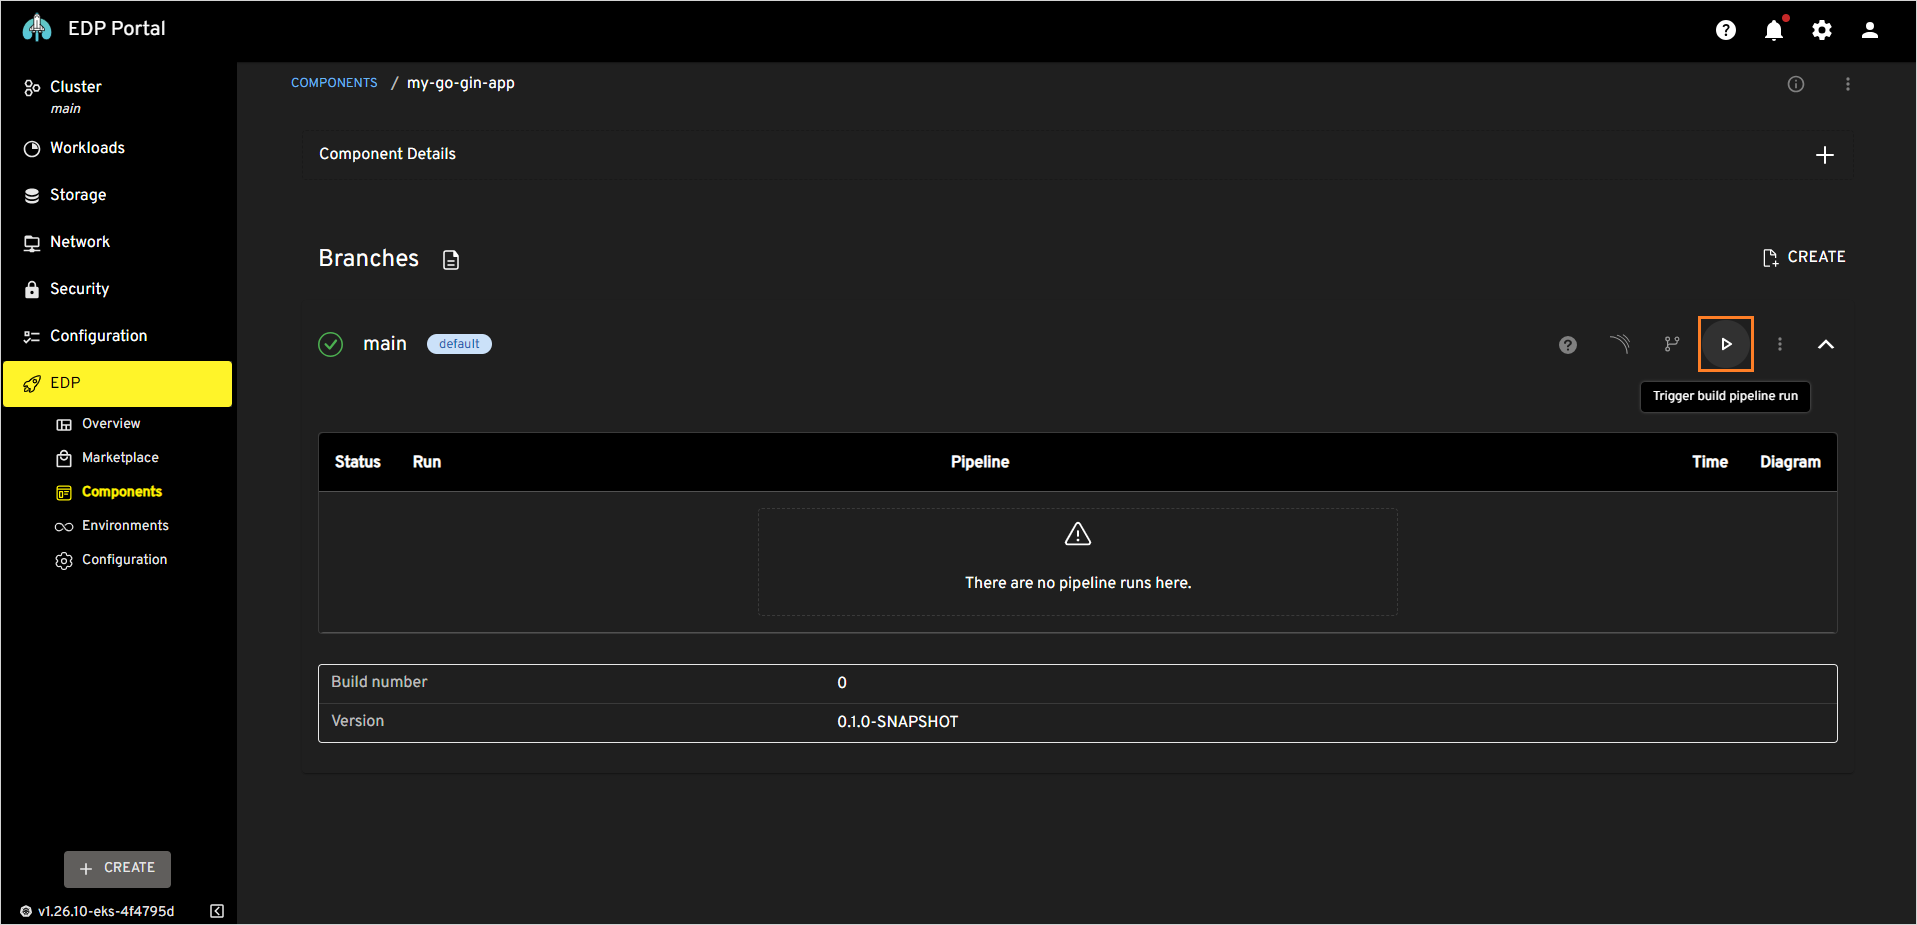 EDP Portal
Cluster
main
Workloads
Storage
Network
Security
Configuration
EDP
Overview
Marketplace
Components
Environments
Configuration
+ CREATE
v1.26.10-eks-4f4795d
COMPONENTS / my-go-gin-app
Component Details
Branches
CREATE
main default
Trigger build pipeline run
Status Run Pipeline Time Diagram
There are no pipeline runs here.
Build number 0
Version 0.1.0-SNAPSHOT